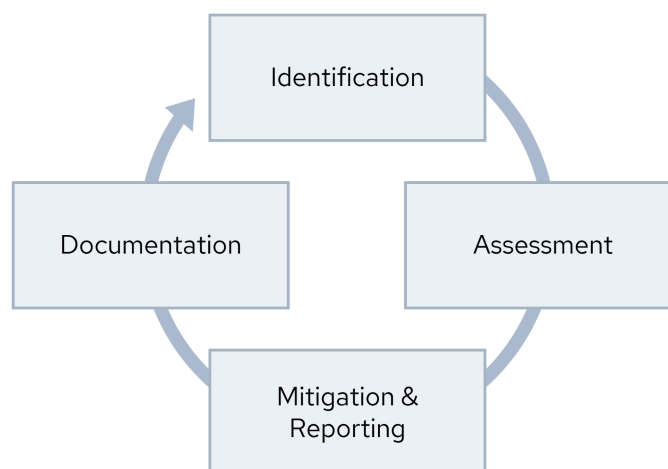 Identification
Documentation
Assessment
Mitigation &
Reporting